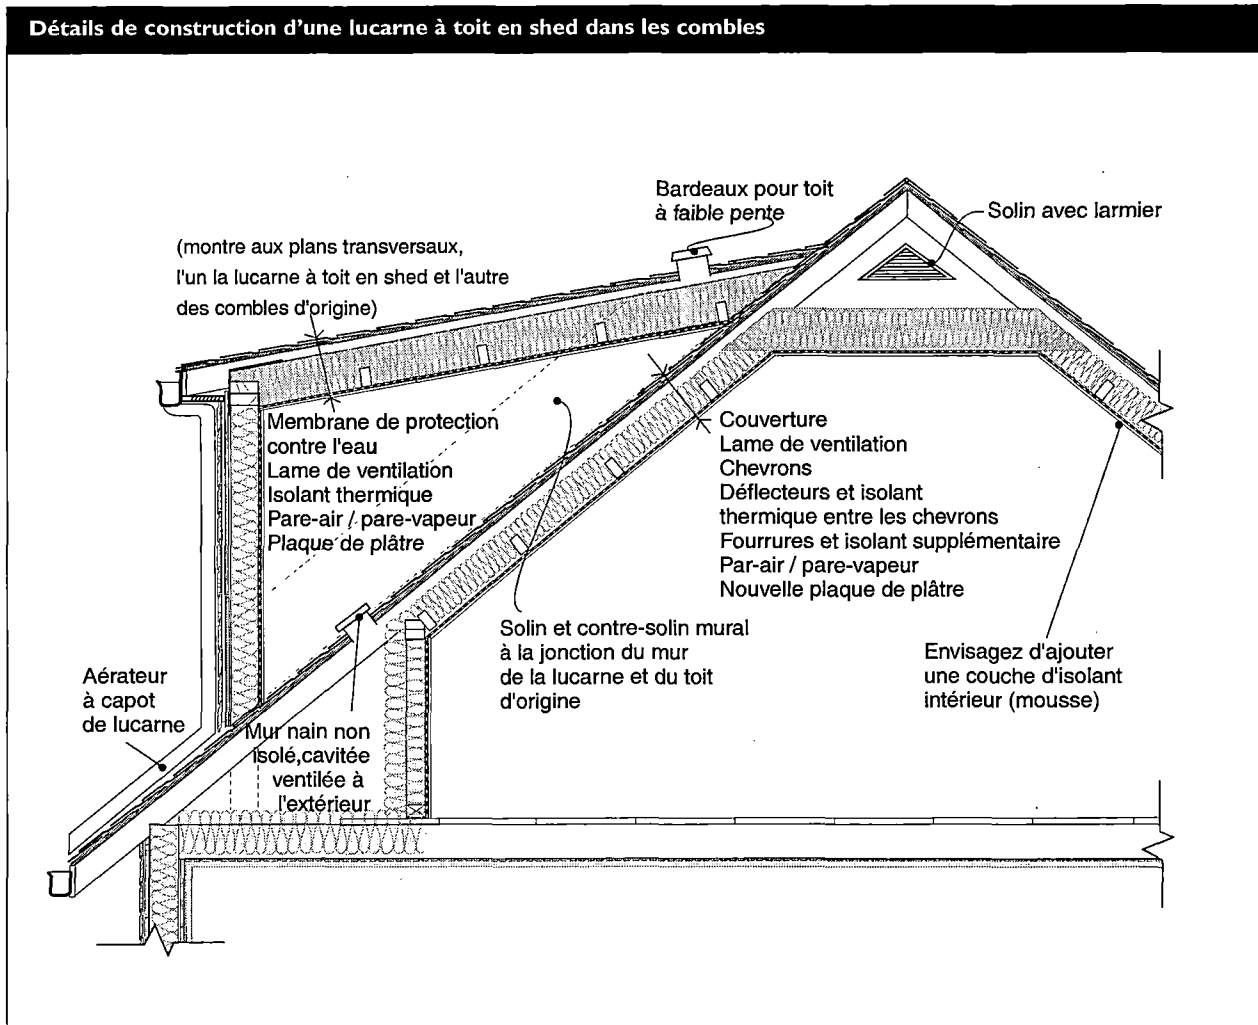 Détails de construction d'une lucarne à toit en shed dans les combles
Bardeaux pour toit
à faible pente
Solin avec larmier
(montre aux plans transversaux,
l'un la lucarne à toit en shed et l'autre
des combles d'origine)
Membrane de protection
contre l'eau
Lame de ventilation
Isolant thermique
Pare-air / pare-vapeur
Plaque de plâtre
Couverture
Lame de ventilation
Chevrons
Déflecteurs et isolant
thermique entre les chevrons
Fourrures et isolant supplémentaire
Par-air / pare-vapeur
Nouvelle plaque de plâtre
Solin et contre-solin mural
à la jonction du mur
de la lucarne et du toit
d'origine
Envisagez d'ajouter
une couche d'isolant
intérieur (mousse)
Aérateur
à capot
de lucarne
Mur nain non
isolé,cavitée
ventilée à
l'extérieur